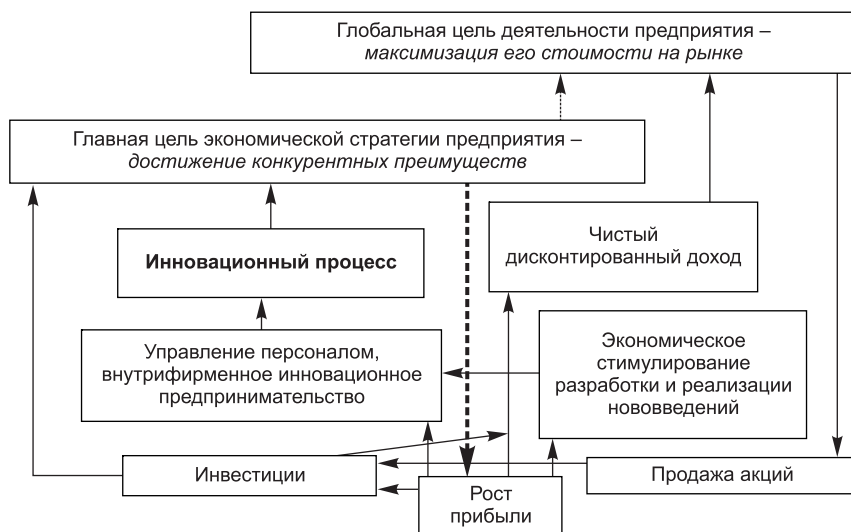 Глобальная цель деятельности предприятия –
максимизация его стоимости на рынке
Главная цель экономической стратегии предприятия –
достижение конкурентных преимуществ
Инновационный процесс
Чистый
дисконтированный доход
Управление персоналом,
внутрифирменное инновационное
предпринимательство
Экономическое
стимулирование
разработки и реализации
нововведений
Инвестиции
Рост
прибыли
Продажа акций